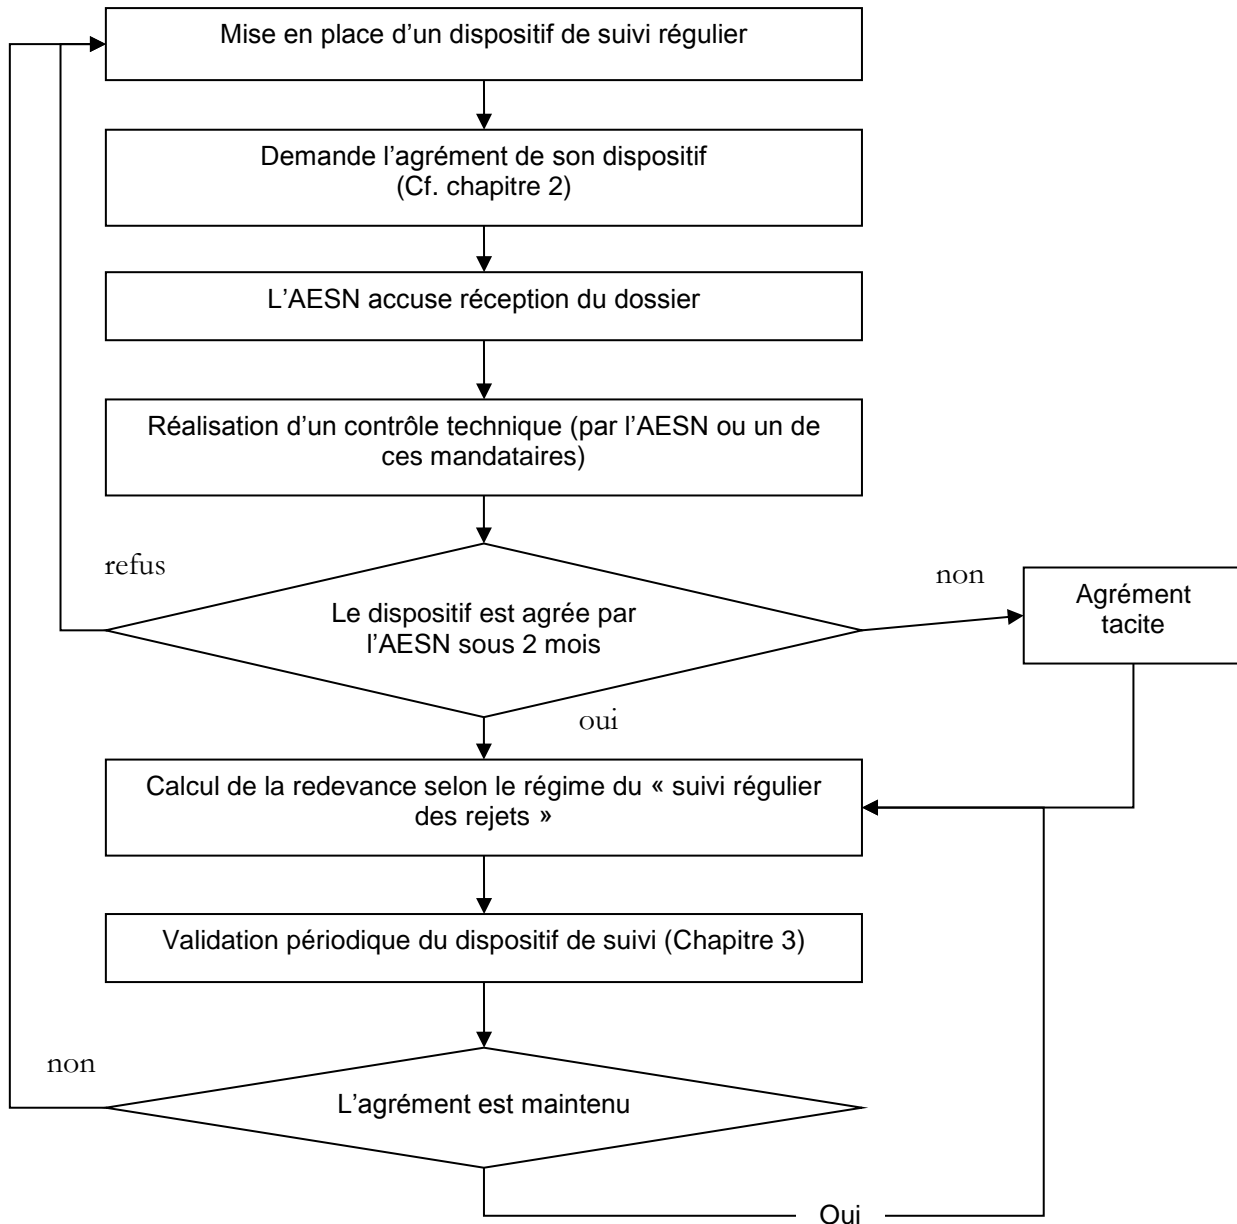 Mise en place d’un dispositif de suivi régulier
Demande l’agrément de son dispositif
(Cf. chapitre 2)
L’AESN accuse réception du dossier
Réalisation d’un contrôle technique (par l’AESN ou un de
ces mandataires)
refus
non
Le dispositif est agrée par
l’AESN sous 2 mois
Agrément
tacite
oui
Calcul de la redevance selon le régime du « suivi régulier
des rejets »
Validation périodique du dispositif de suivi (Chapitre 3)
non
L’agrément est maintenu
Oui